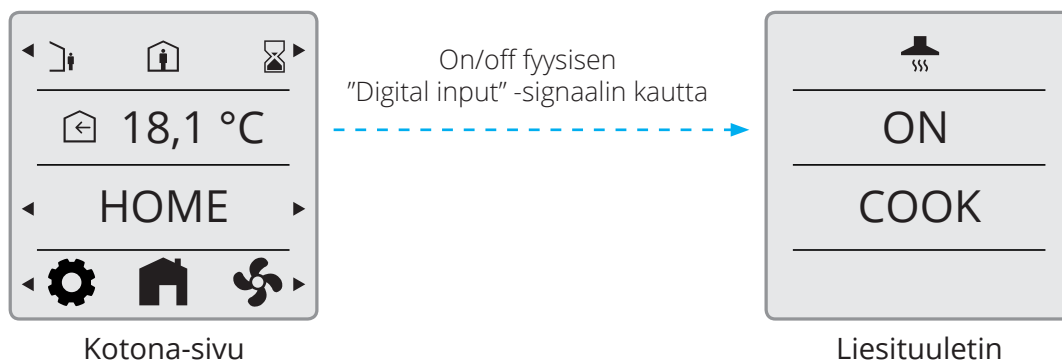 18,1 °C
HOME
Kotona-sivu
On/off fyysisen
”Digital input” -signaalin kautta
ON
COOK
Liesituuletin